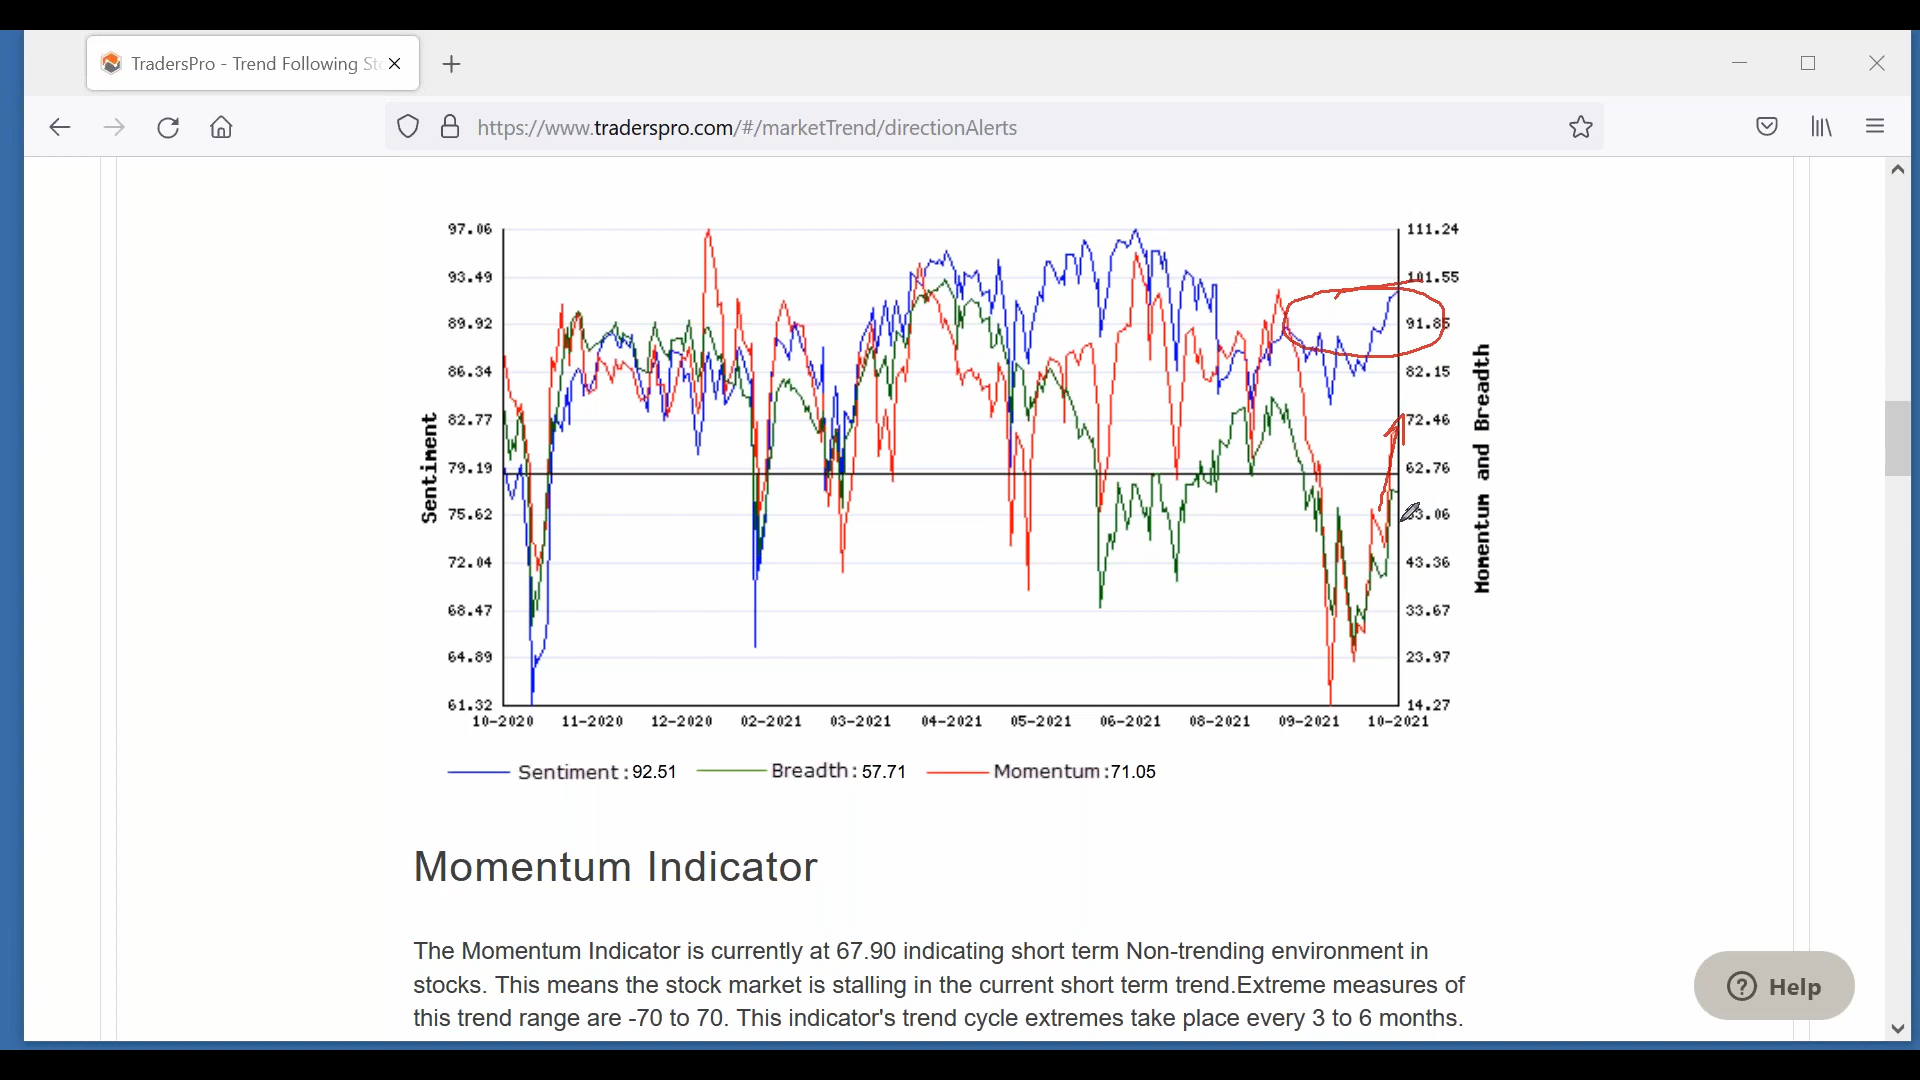 TradersPro - Trend Following Sto
https://www.traderspro.com/#/marketTrend/directionAlerts
97.06
93.49
89.92
86.34
82.77
79.19
75.62
72.04
68.47
64.89
61.32
Sentiment
111.24
101.55
91.85
82.15
72.46
62.76
53.06
43.36
33.67
23.97
14.27
Momentum and Breadth
10-2020 11-2020 12-2020 02-2021 03-2021 04-2021 05-2021 06-2021 08-2021 09-2021 10-2021
Sentiment : 92.51 Breadth : 57.71 Momentum :71.05
Momentum Indicator
The Momentum Indicator is currently at 67.90 indicating short term Non-trending environment in
stocks. This means the stock market is stalling in the current short term trend.Extreme measures of
this trend range are -70 to 70. This indicator's trend cycle extremes take place every 3 to 6 months.
Help